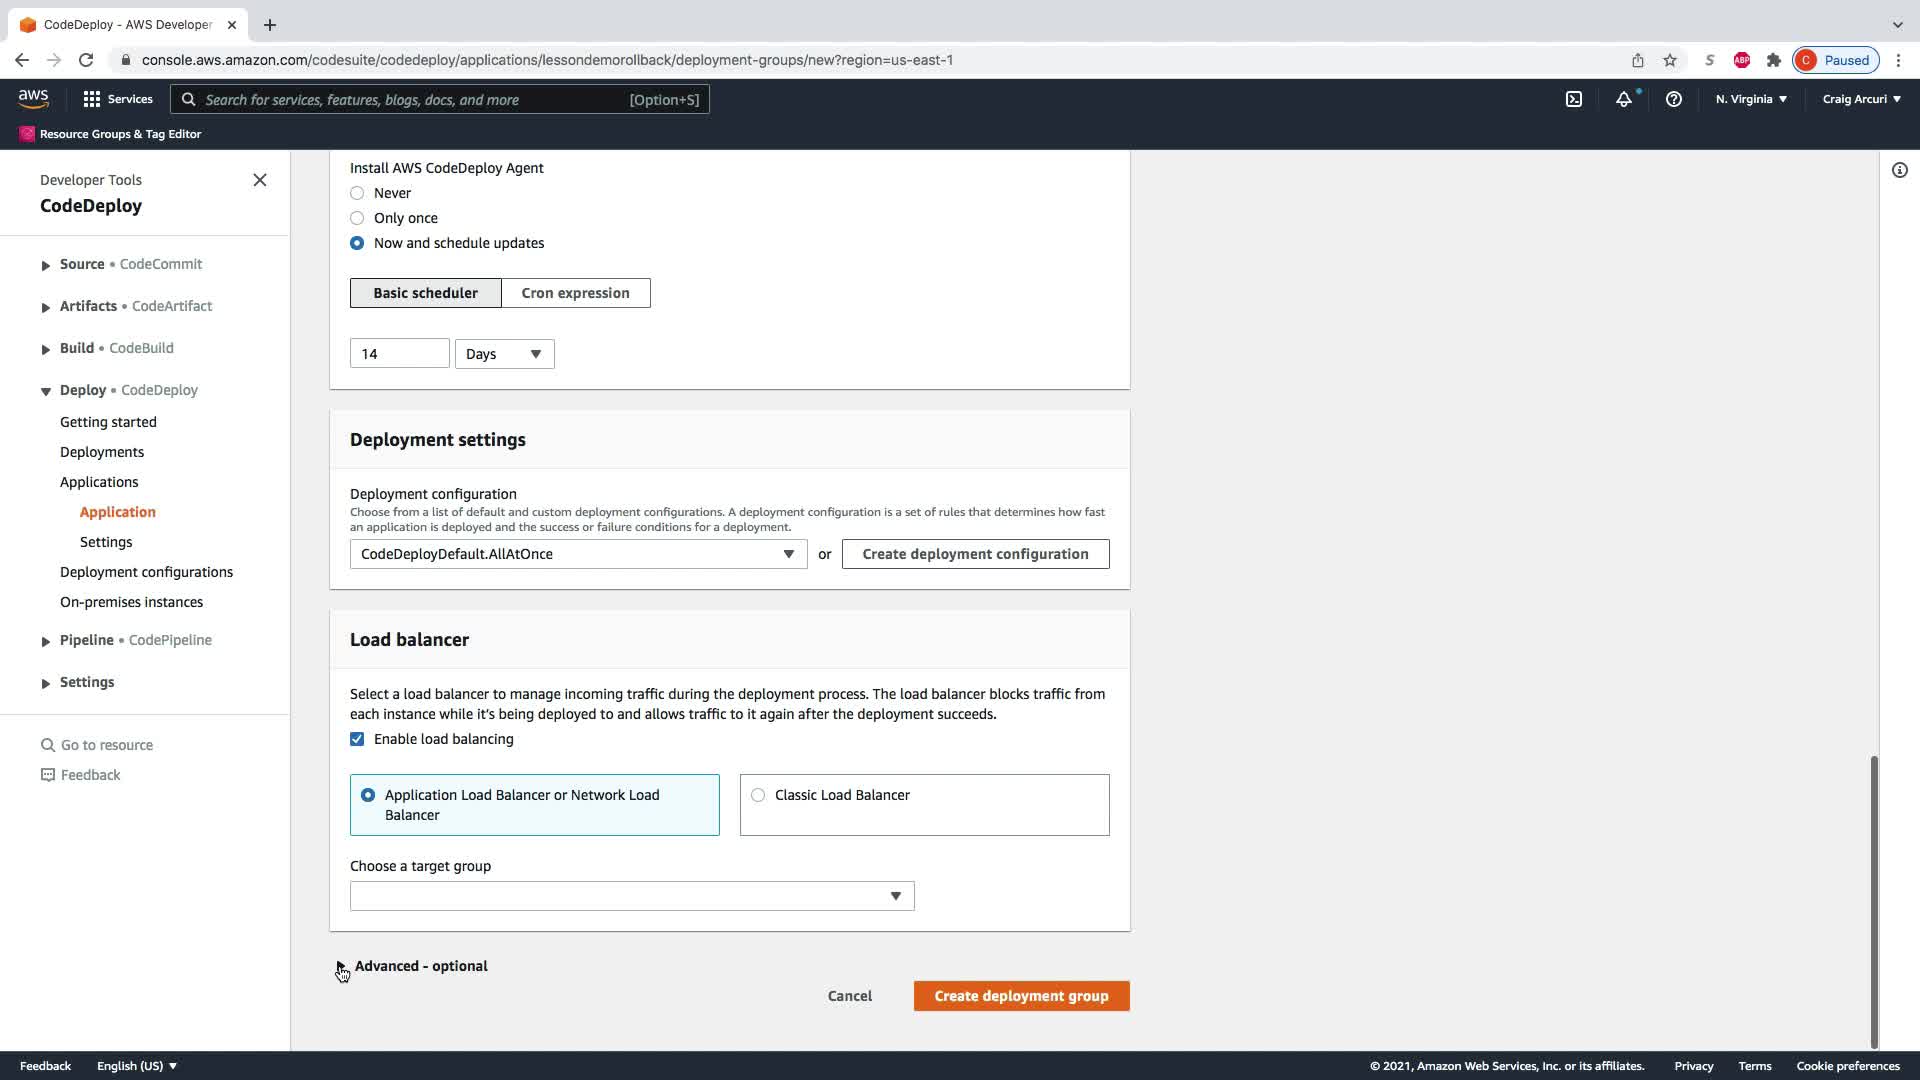 CodeDeploy - AWS Developer
console.aws.amazon.com/codesuite/codedeploy/applications/lessondemorollback/deployment-groups/new?region=us-east-1
S
ABP
C
Paused
aws
Services
Search for services, features, blogs, docs, and more
[Option+S]
N. Virginia
Craig Arcuri
Resource Groups & Tag Editor
Developer Tools
CodeDeploy
Source • CodeCommit
Artifacts • CodeArtifact
Build • CodeBuild
Deploy • CodeDeploy
Getting started
Deployments
Applications
Application
Settings
Deployment configurations
On-premises instances
Pipeline • CodePipeline
Settings
Go to resource
Feedback
Install AWS CodeDeploy Agent
Never
Only once
Now and schedule updates
Basic scheduler
Cron expression
14
Days
Deployment settings
Deployment configuration
Choose from a list of default and custom deployment configurations. A deployment configuration is a set of rules that determines how fast
an application is deployed and the success or failure conditions for a deployment.
CodeDeployDefault.AllAtOnce
or
Create deployment configuration
Load balancer
Select a load balancer to manage incoming traffic during the deployment process. The load balancer blocks traffic from
each instance while it's being deployed to and allows traffic to it again after the deployment succeeds.
Enable load balancing
Application Load Balancer or Network Load
Balancer
Classic Load Balancer
Choose a target group
Advanced - optional
Cancel
Create deployment group
Feedback
English (US)
© 2021, Amazon Web Services, Inc. or its affiliates.
Privacy
Terms
Cookie preferences